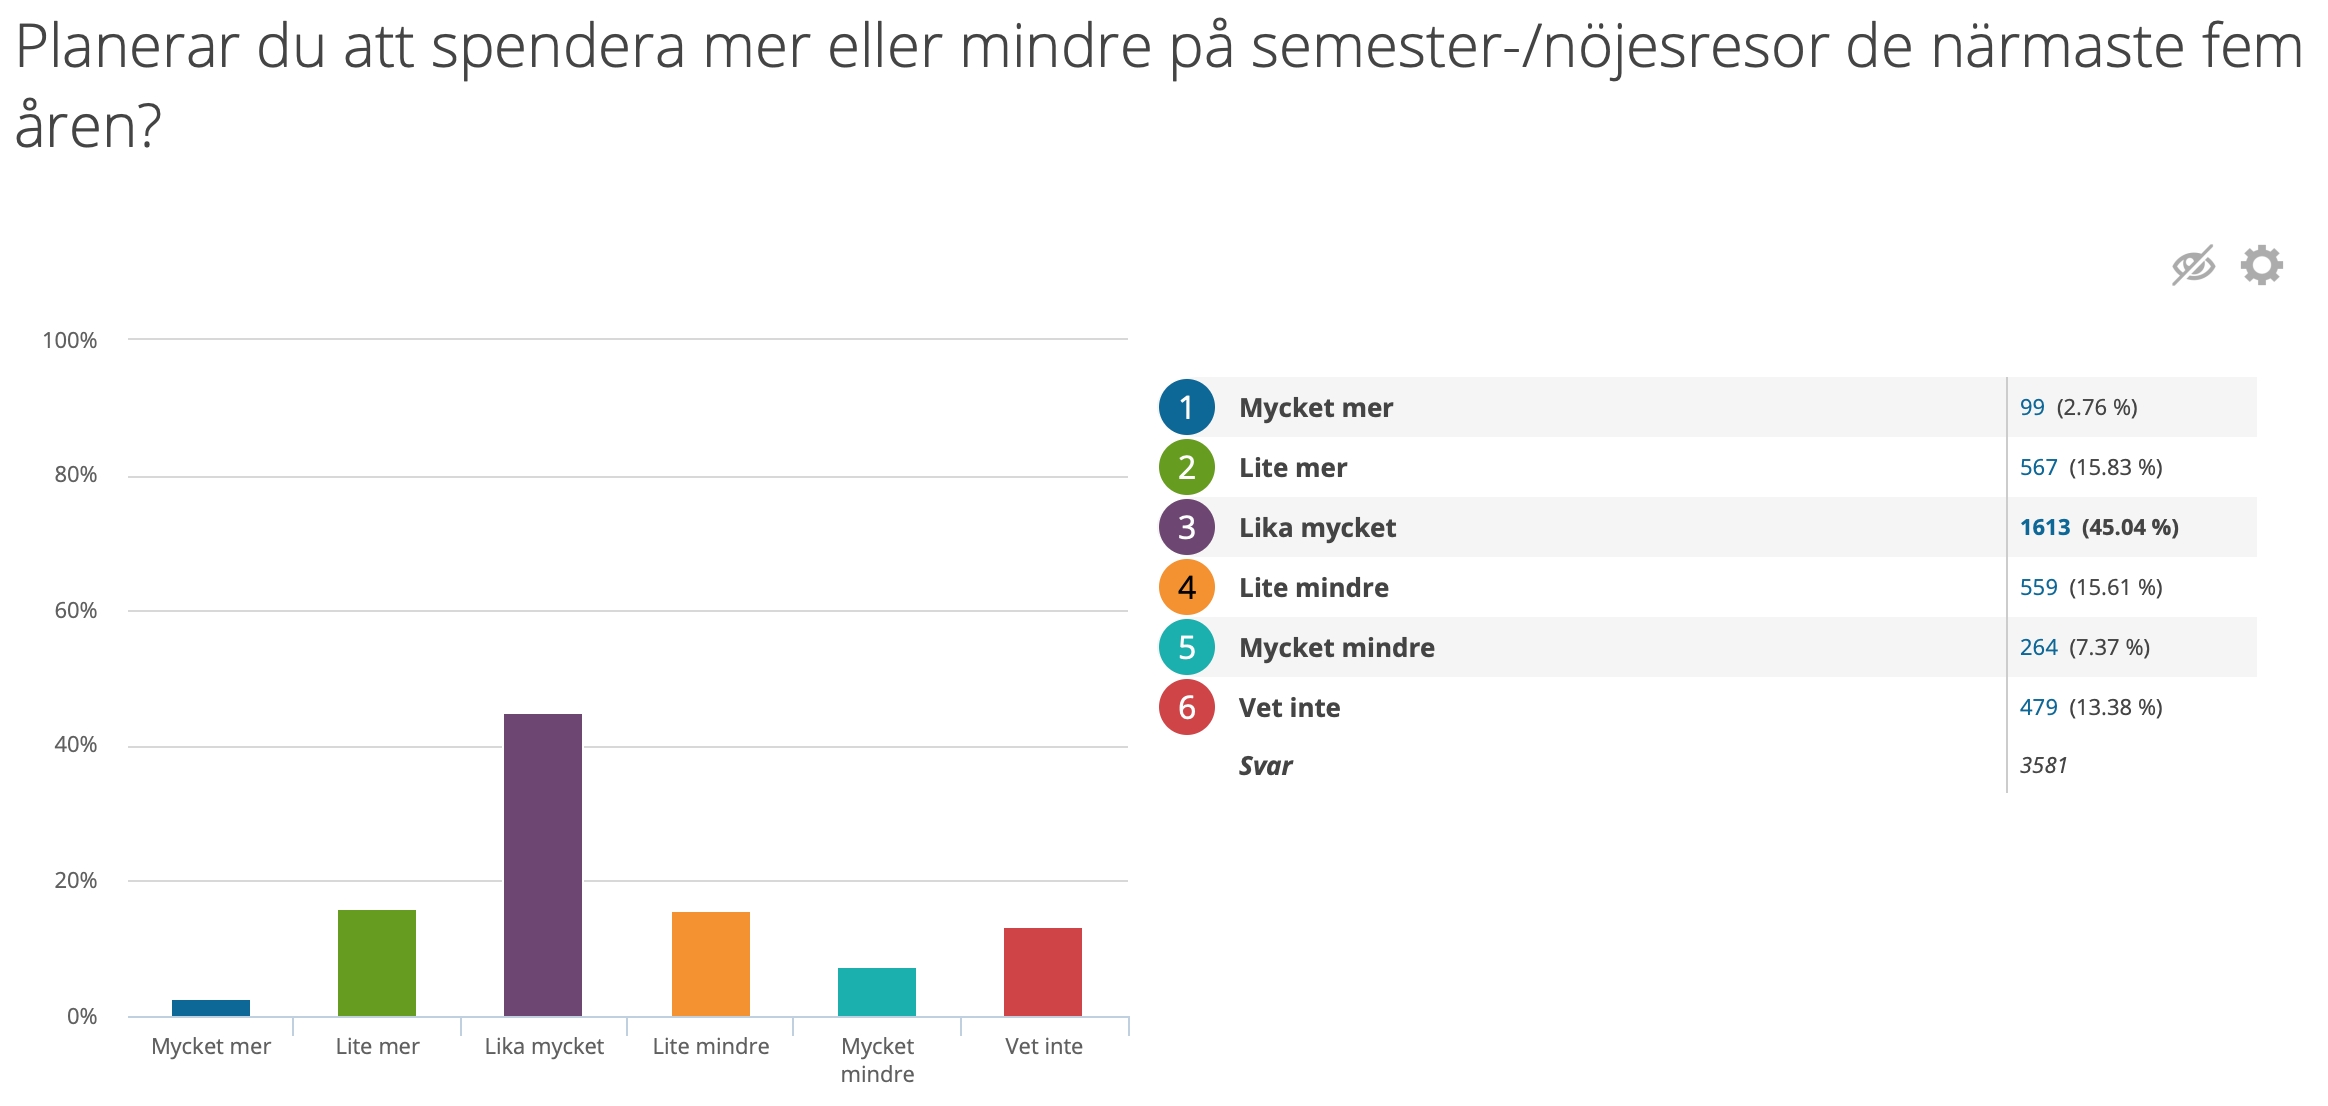 Planerar du att spendera mer eller mindre på semester-/nöjesresor de närmaste fem
åren?
100%
80%
60%
40%
20%
0%
Mycket mer
Lite mer
Lika mycket
Lite mindre
Mycket
mindre
Vet inte
1 Mycket mer 99 (2.76 %)
2 Lite mer 567 (15.83 %)
3 Lika mycket 1613 (45.04 %)
4 Lite mindre 559 (15.61 %)
5 Mycket mindre 264 (7.37 %)
6 Vet inte 479 (13.38 %)
Svar 3581